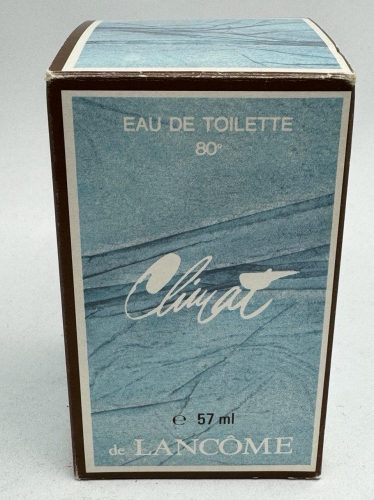 EAU DE TOILETTE
80°
Climat
℮ 57 ml
de LANCÔME